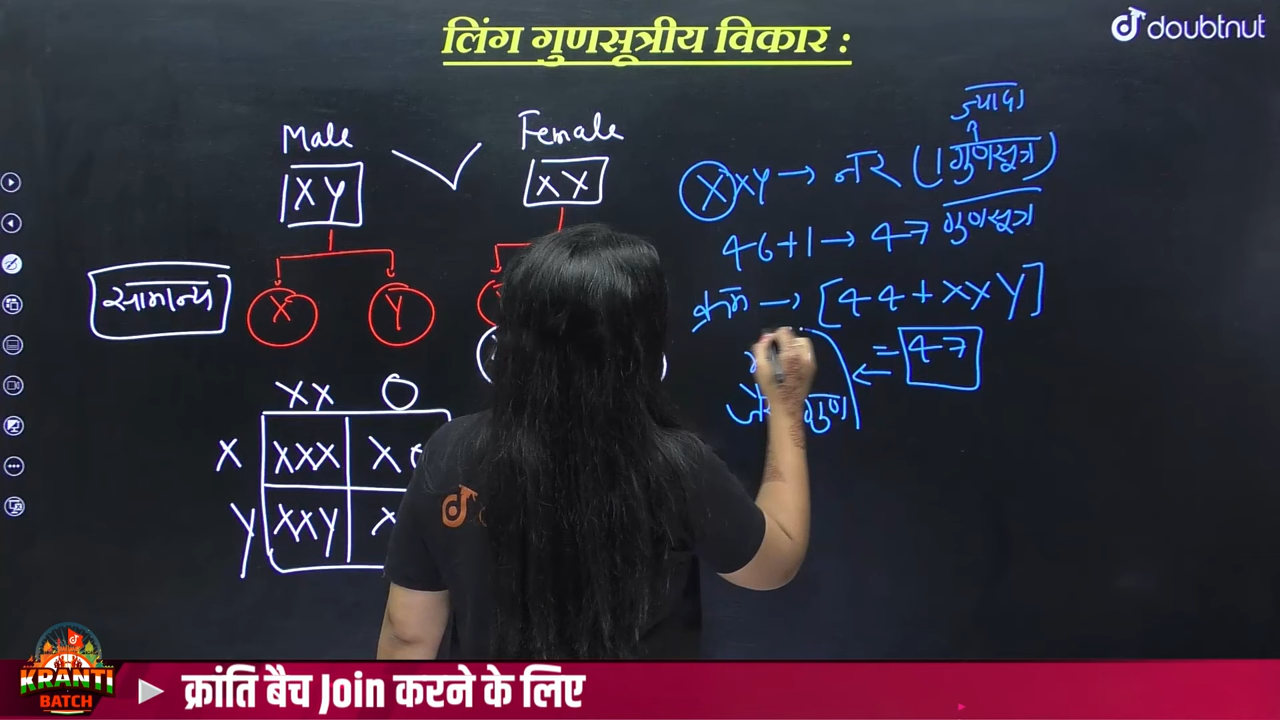 लिंग गुणसूत्रीय विकार :
doubtnut
Male
Female
XY
XX
सामान्य
X
Y
XX
O
X
XXX
X
Y
XXY
X
ज्यादा
XXY → नर (1 गुणसूत्र)
46+1 → 47 गुणसूत्र
→ [44 + XXY]
= 47
गुण
KRANTI
BATCH
क्रांति बैच Join करने के लिए